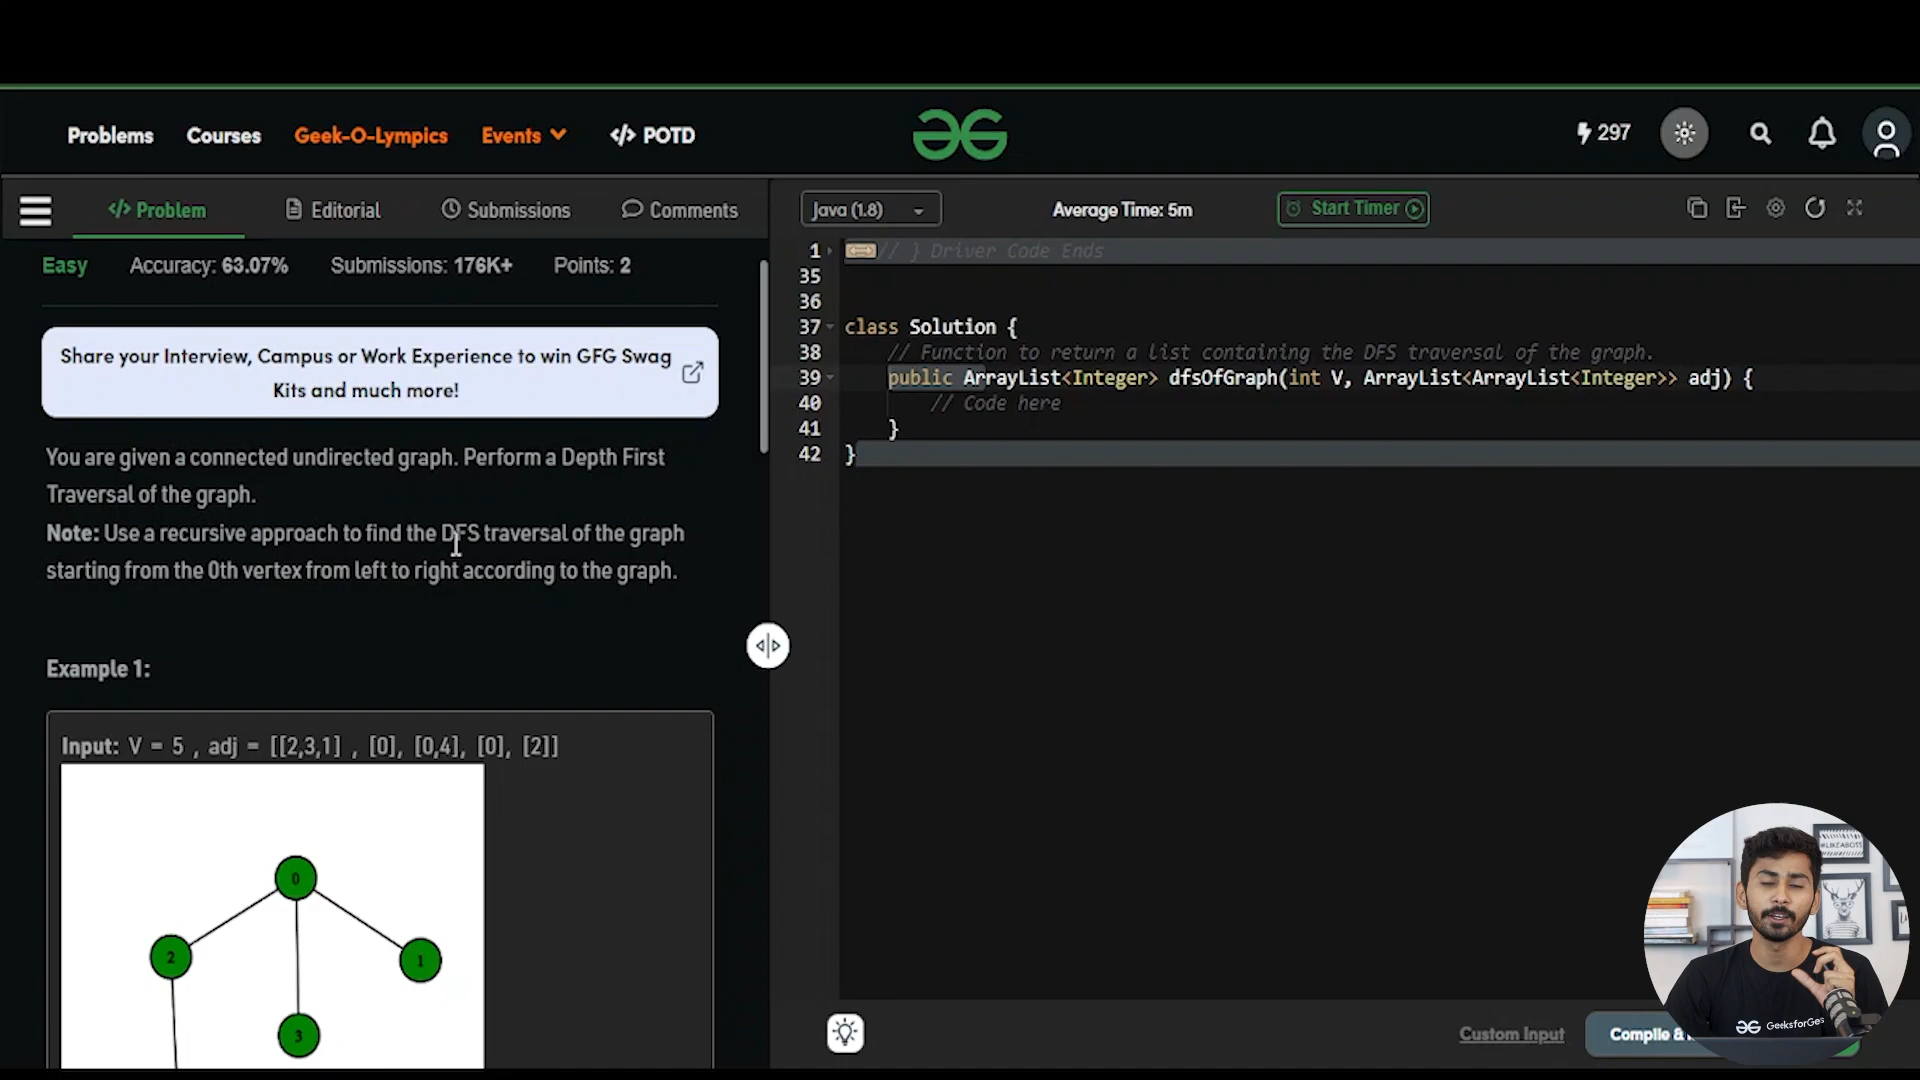 Problems Courses Geek-O-Lympics Events </> POTD 297
</> Problem Editorial Submissions Comments
Easy Accuracy: 63.07% Submissions: 176K+ Points: 2
Share your Interview, Campus or Work Experience to win GFG Swag
Kits and much more!
You are given a connected undirected graph. Perform a Depth First
Traversal of the graph.
Note: Use a recursive approach to find the DFS traversal of the graph
starting from the 0th vertex from left to right according to the graph.
Example 1:
Input: V = 5 , adj = [[2,3,1] , [0], [0,4], [0], [2]]
0
2
1
3
Java (1.8) Average Time: 5m Start Timer
1 // } Driver Code Ends
35
36
37 class Solution {
38 // Function to return a list containing the DFS traversal of the graph.
39 public ArrayList<Integer> dfsOfGraph(int V, ArrayList<ArrayList<Integer>> adj) {
40 // Code here
41 }
42 }
Custom Input Compile &
#LIKEABOSS
GeeksforGee